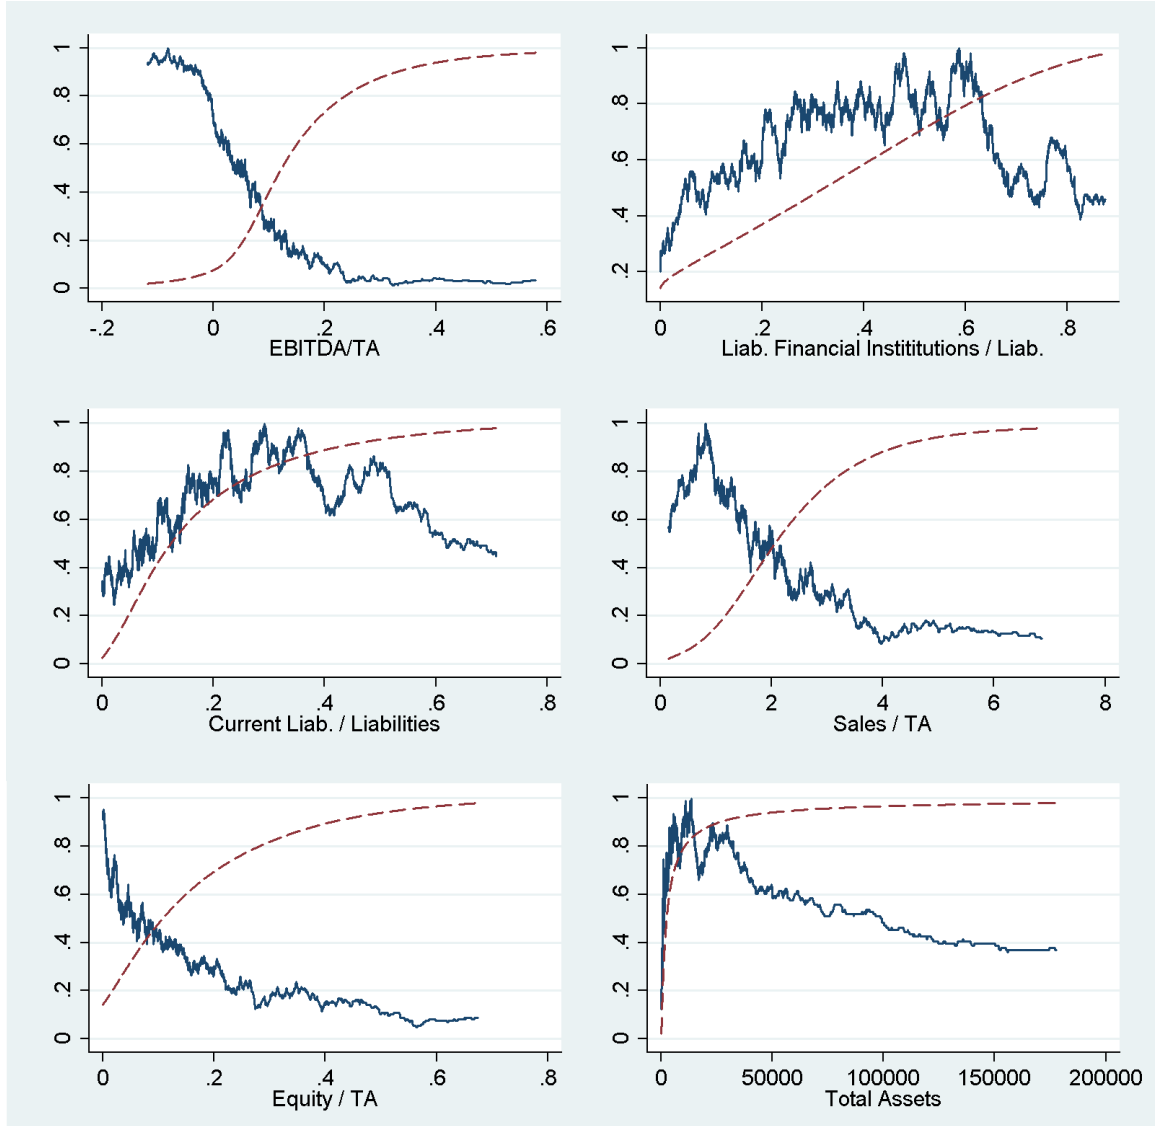 1
.8
.6
.4
.2
0
-.2 0 .2 .4 .6
EBITDA/TA
1
.8
.6
.4
.2
0 .2 .4 .6 .8
Liab. Financial Instititutions / Liab.
1
.8
.6
.4
.2
0
0 .2 .4 .6 .8
Current Liab. / Liabilities
1
.8
.6
.4
.2
0
0 2 4 6 8
Sales / TA
1
.8
.6
.4
.2
0
0 .2 .4 .6 .8
Equity / TA
1
.8
.6
.4
.2
0
0 50000 100000 150000 200000
Total Assets